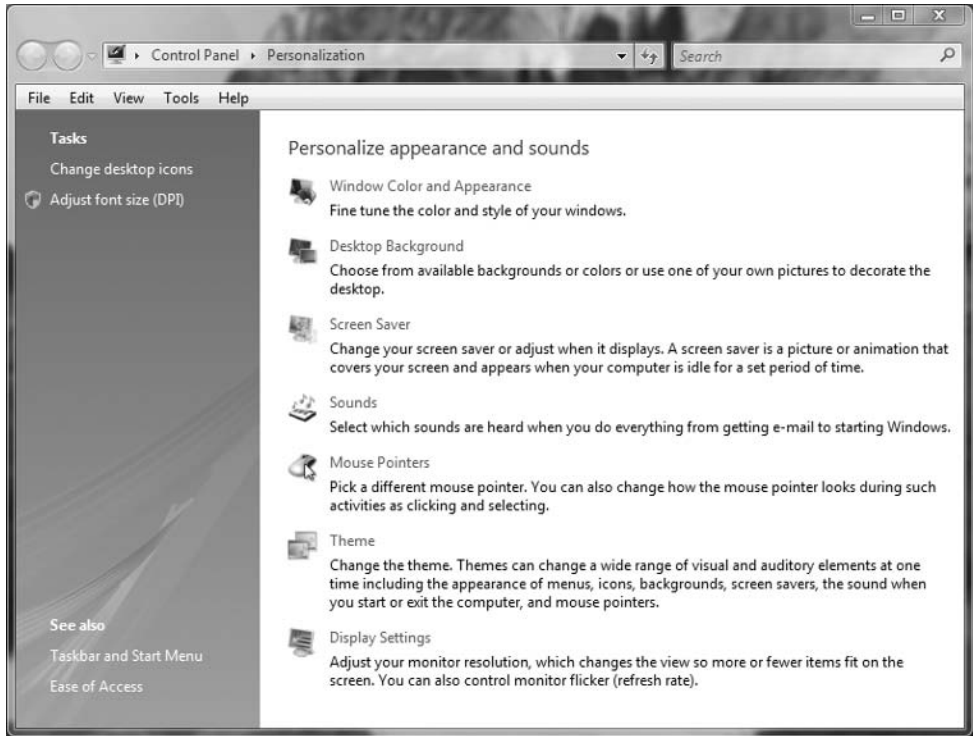 Control Panel Personalization
Search
File Edit View Tools Help
Tasks
Change desktop icons
Adjust font size (DPI)
See also
Taskbar and Start Menu
Ease of Access
Personalize appearance and sounds
Window Color and Appearance
Fine tune the color and style of your windows.
Desktop Background
Choose from available backgrounds or colors or use one of your own pictures to decorate the
desktop.
Screen Saver
Change your screen saver or adjust when it displays. A screen saver is a picture or animation that
covers your screen and appears when your computer is idle for a set period of time.
Sounds
Select which sounds are heard when you do everything from getting e-mail to starting Windows.
Mouse Pointers
Pick a different mouse pointer. You can also change how the mouse pointer looks during such
activities as clicking and selecting.
Theme
Change the theme. Themes can change a wide range of visual and auditory elements at one
time including the appearance of menus, icons, backgrounds, screen savers, the sound when
you start or exit the computer, and mouse pointers.
Display Settings
Adjust your monitor resolution, which changes the view so more or fewer items fit on the
screen. You can also control monitor flicker (refresh rate).